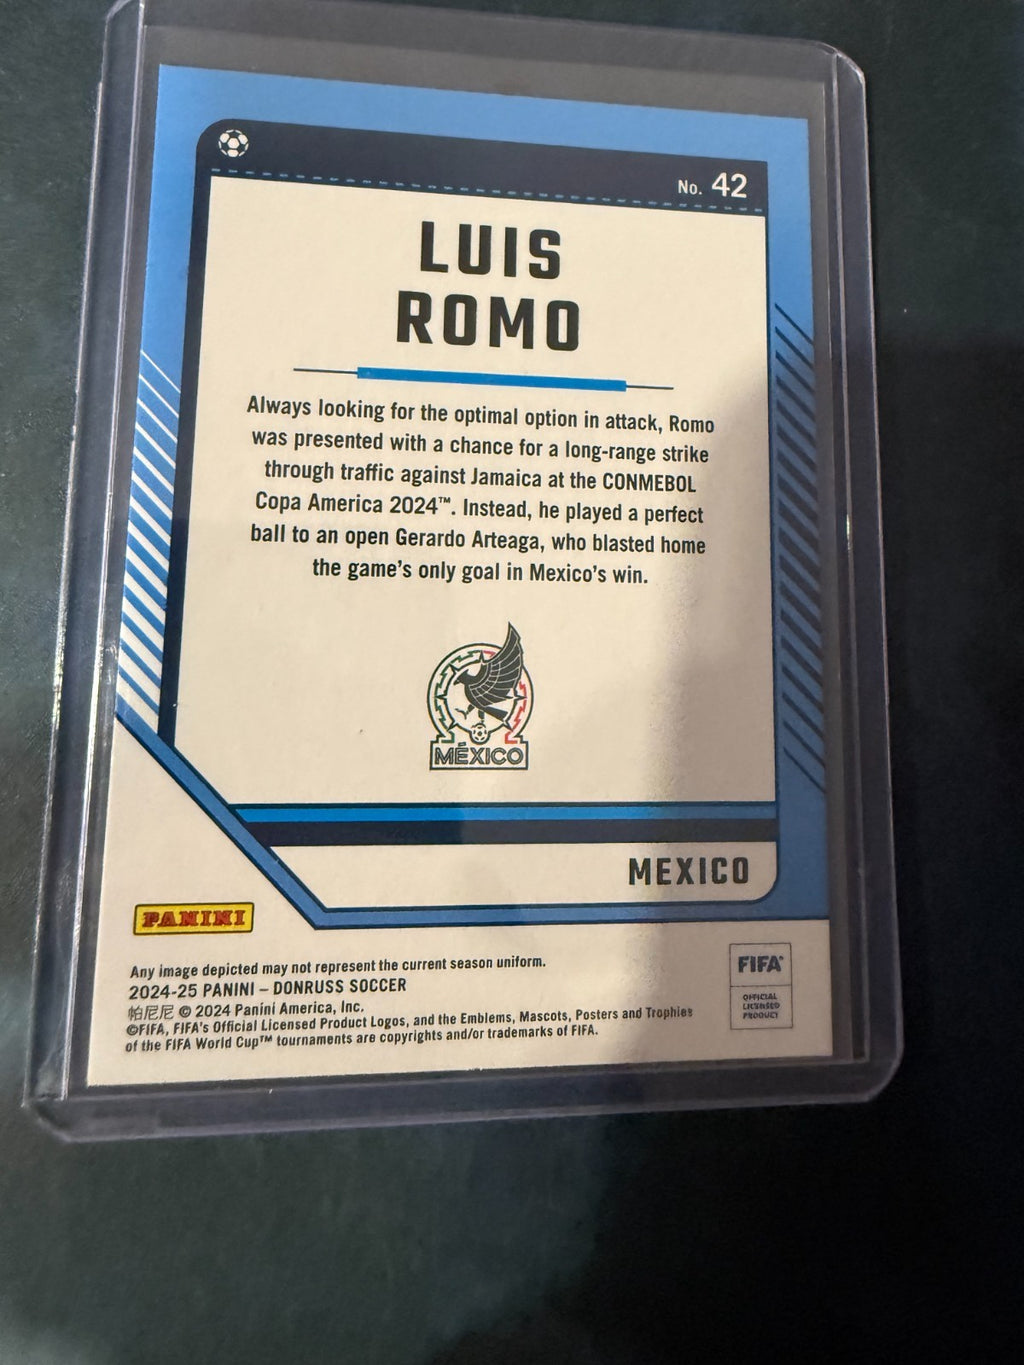 No. 42
LUIS
ROMO
Always looking for the optimal option in attack, Romo
was presented with a chance for a long-range strike
through traffic against Jamaica at the CONMEBOL
Copa America 2024™. Instead, he played a perfect
ball to an open Gerardo Arteaga, who blasted home
the game's only goal in Mexico's win.
MÉXICO
MEXICO
PANINI
Any image depicted may not represent the current season uniform.
2024-25 PANINI – DONRUSS SOCCER
帕尼尼 © 2024 Panini America, Inc.
©FIFA, FIFA's Official Licensed Product Logos, and the Emblems, Mascots, Posters and Trophies
of the FIFA World Cup™ tournaments are copyrights and/or trademarks of FIFA.
FIFA®
OFFICIAL
LICENSED
PRODUCT